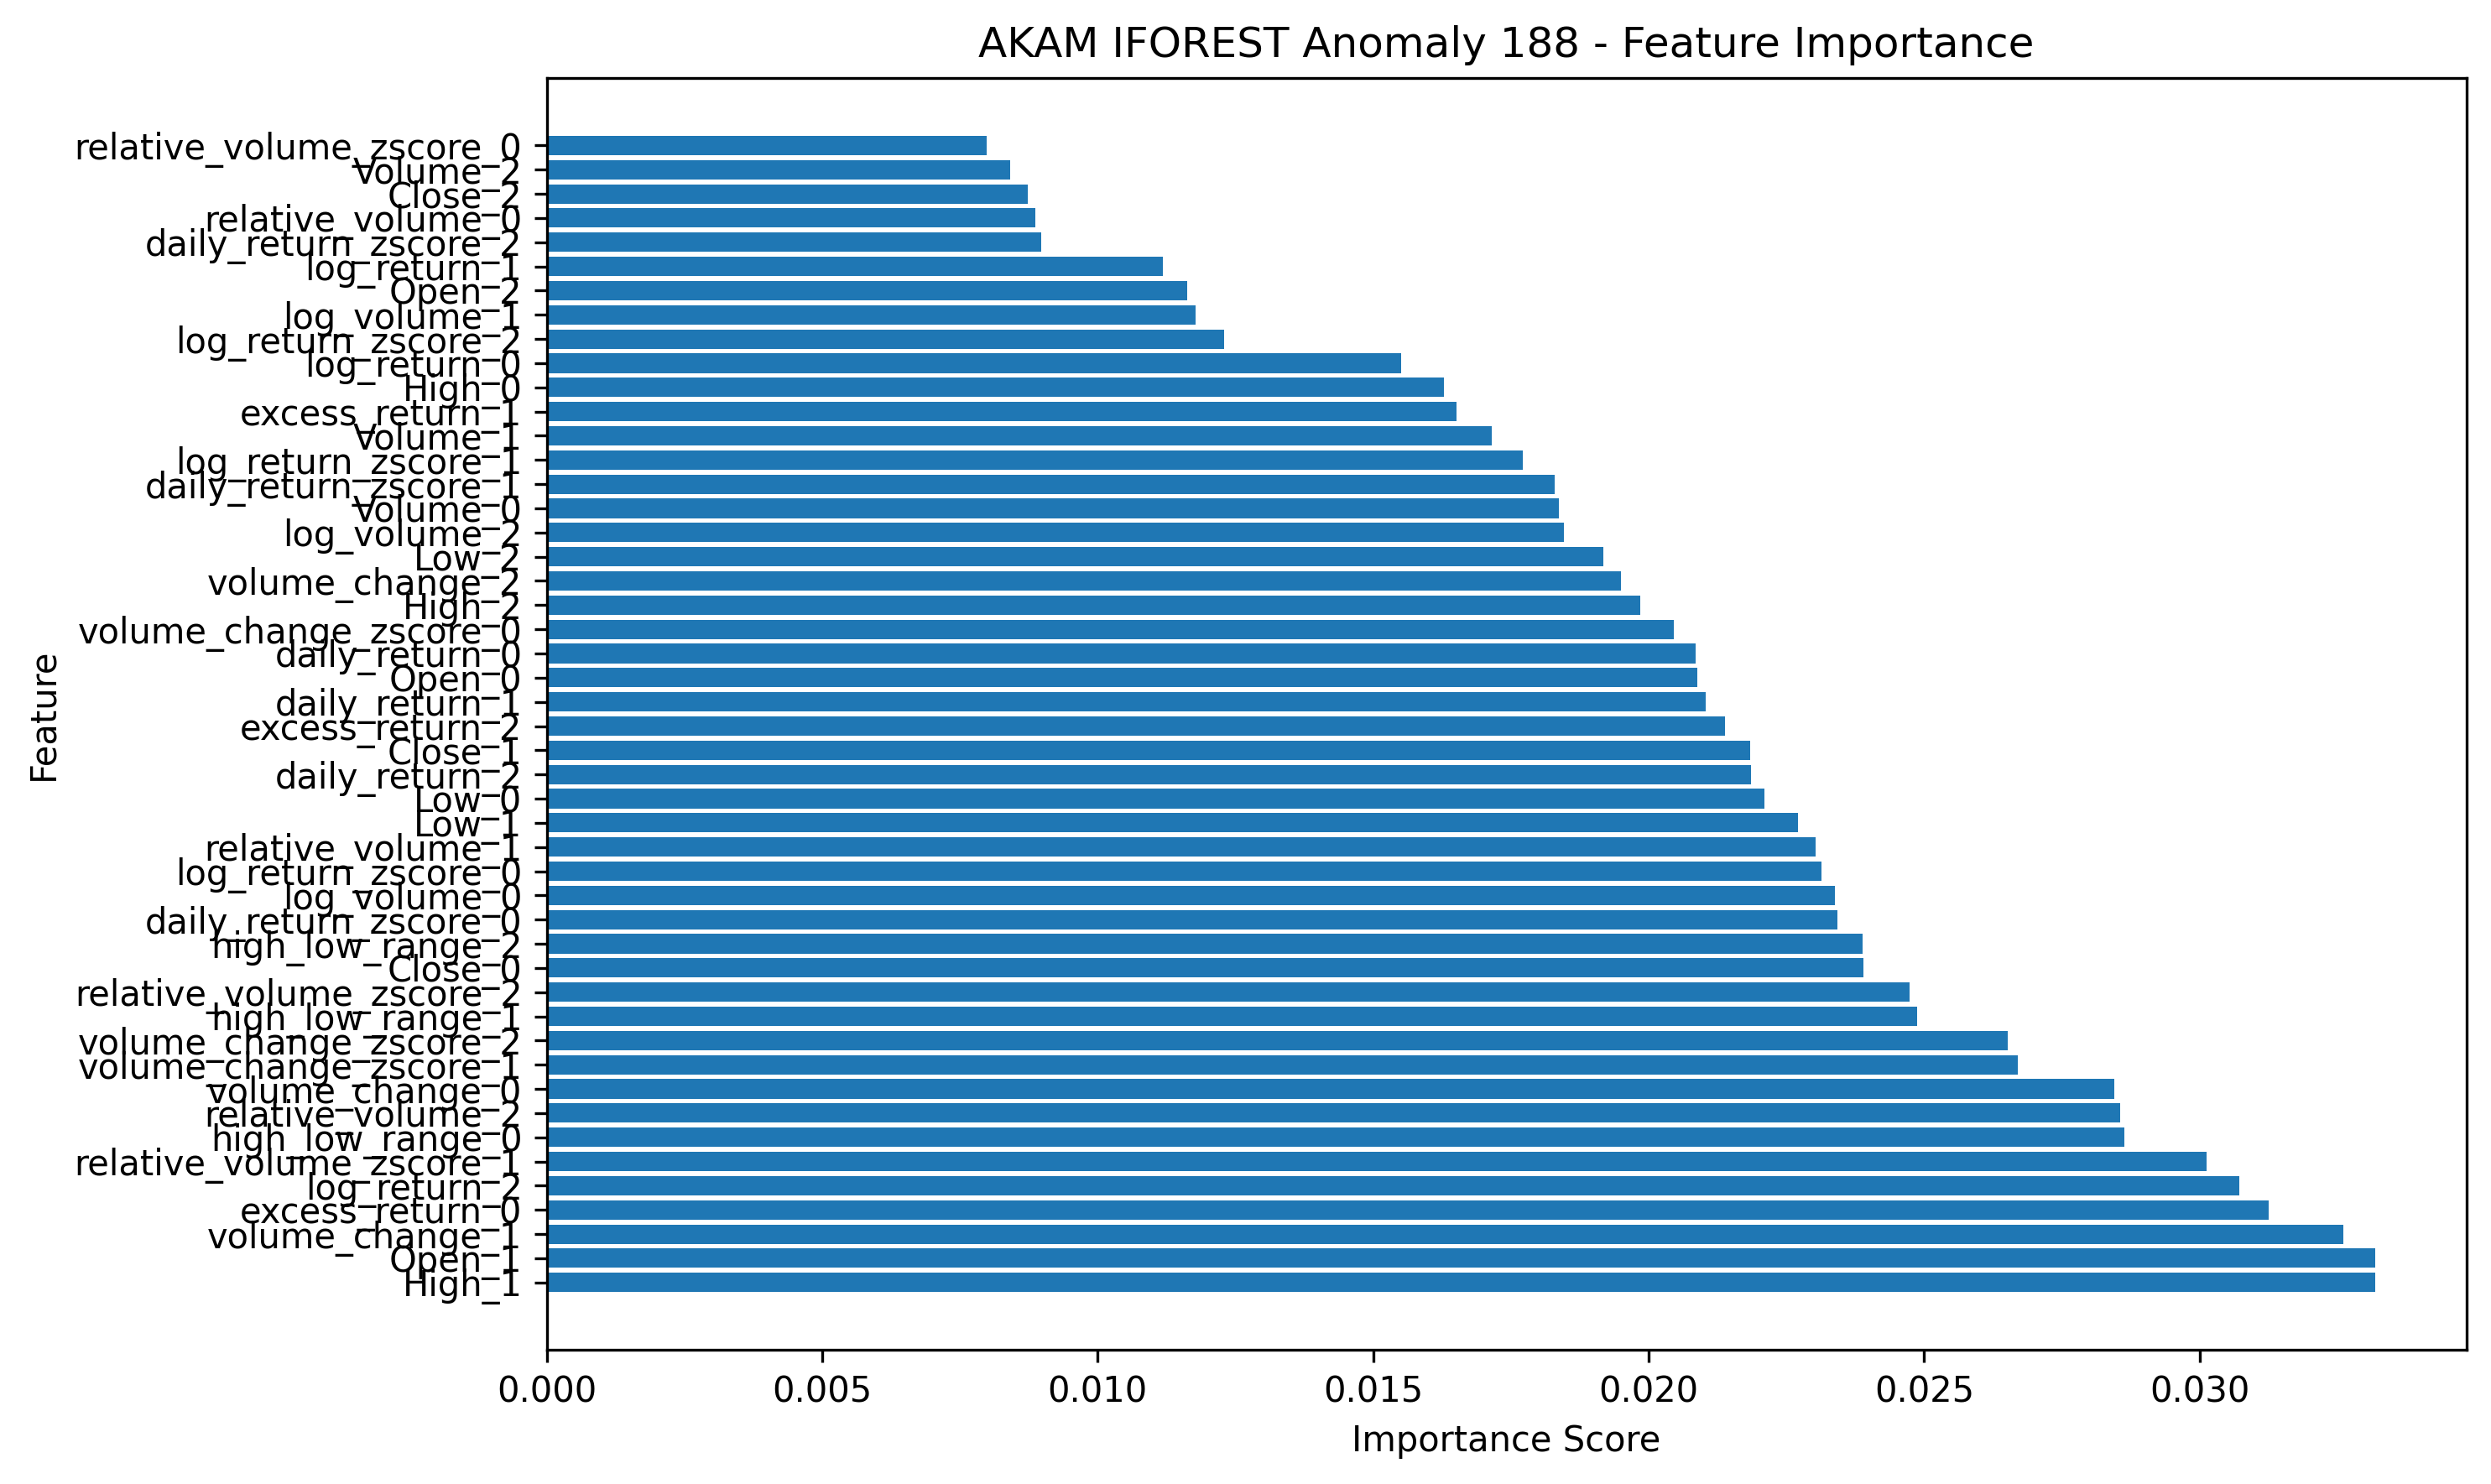 AKAM IFOREST Anomaly 188 - Feature Importance
relative_volume_zscore_0
Volume_2
Close_2
relative_volume_0
daily_return_zscore_2
log_return_1
Open_2
log_volume_1
log_return_zscore_2
log_return_0
High_0
excess_return_1
Volume_1
log_return_zscore_1
daily_return_zscore_1
Volume_0
log_volume_2
Low_2
volume_change_2
High_2
volume_change_zscore_0
daily_return_0
Open_0
daily_return_1
excess_return_2
Close_1
daily_return_2
Low_0
Low_1
relative_volume_1
log_return_zscore_0
log_volume_0
daily_return_zscore_0
high_low_range_2
Close_0
relative_volume_zscore_2
high_low_range_1
volume_change_zscore_2
volume_change_zscore_1
volume_change_0
relative_volume_2
high_low_range_0
relative_volume_zscore_1
log_return_2
excess_return_0
volume_change_1
Open_1
High_1
Feature
0.000 0.005 0.010 0.015 0.020 0.025 0.030
Importance Score